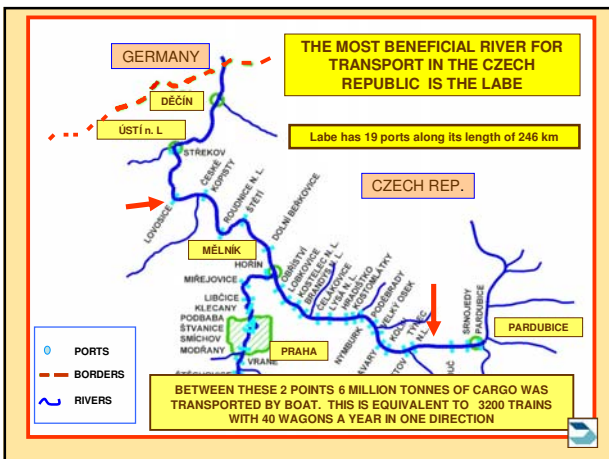 GERMANY
THE MOST BENEFICIAL RIVER FOR
TRANSPORT IN THE CZECH
REPUBLIC IS THE LABE
DĚČÍN
ÚSTÍ n. L
Labe has 19 ports along its length of 246 km
STŘEKOV
ČESKÉ
KOPISTY
ROUDNICE N. L.
ŠTĚTÍ
DOLNÍ BEŘKOVICE
CZECH REP.
LOVOSICE
MĚLNÍK
HOŘÍN
OBŘÍSTVÍ
LOBKOVICE
KOSTELEC N. L.
BRANDÝS N. L.
ČELÁKOVICE
LYSÁ N. L.
HRADIŠTKO
KOSTOMLÁTKY
PODĚBRADY
VELKÝ OSEK
KOLÍN
TÝNEC
N.L.
SRNOJEDY
PARDUBICE
MIŘEJOVICE
LIBČICE
KLECANY
PODBABA
ŠTVANICE
SMÍCHOV
MODŘANY
NYMBURK
PARDUBICE
PRAHA
VRANÉ
PORTS
BORDERS
RIVERS
BETWEEN THESE 2 POINTS 6 MILLION TONNES OF CARGO WAS
TRANSPORTED BY BOAT. THIS IS EQUIVALENT TO 3200 TRAINS
WITH 40 WAGONS A YEAR IN ONE DIRECTION